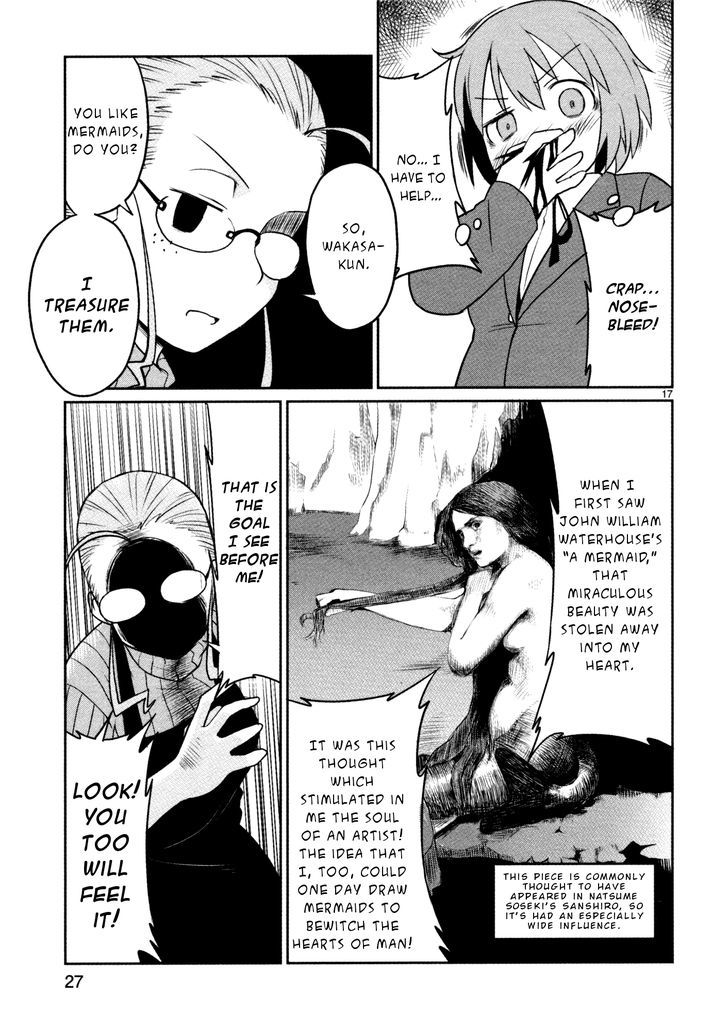 NO... I
HAVE TO
HELP...
CRAP...
NOSE-
BLEED!
SO,
WAKASA-
KUN.
YOU LIKE
MERMAIDS,
DO YOU?
I
TREASURE
THEM.
17
WHEN I
FIRST SAW
JOHN WILLIAM
WATERHOUSE'S
"A MERMAID,"
THAT
MIRACULOUS
BEAUTY WAS
STOLEN AWAY
INTO MY
HEART.
THIS PIECE IS COMMONLY
THOUGHT TO HAVE
APPEARED IN NATSUME
SOSEKI'S SANSHIRO, SO
IT'S HAD AN ESPECIALLY
WIDE INFLUENCE.
IT WAS THIS
THOUGHT
WHICH
STIMULATED IN
ME THE SOUL
OF AN ARTIST!
THE IDEA THAT
I, TOO, COULD
ONE DAY DRAW
MERMAIDS TO
BEWITCH THE
HEARTS OF MAN!
THAT IS
THE
GOAL
I SEE
BEFORE
ME!
LOOK!
YOU
TOO
WILL
FEEL
IT!
27